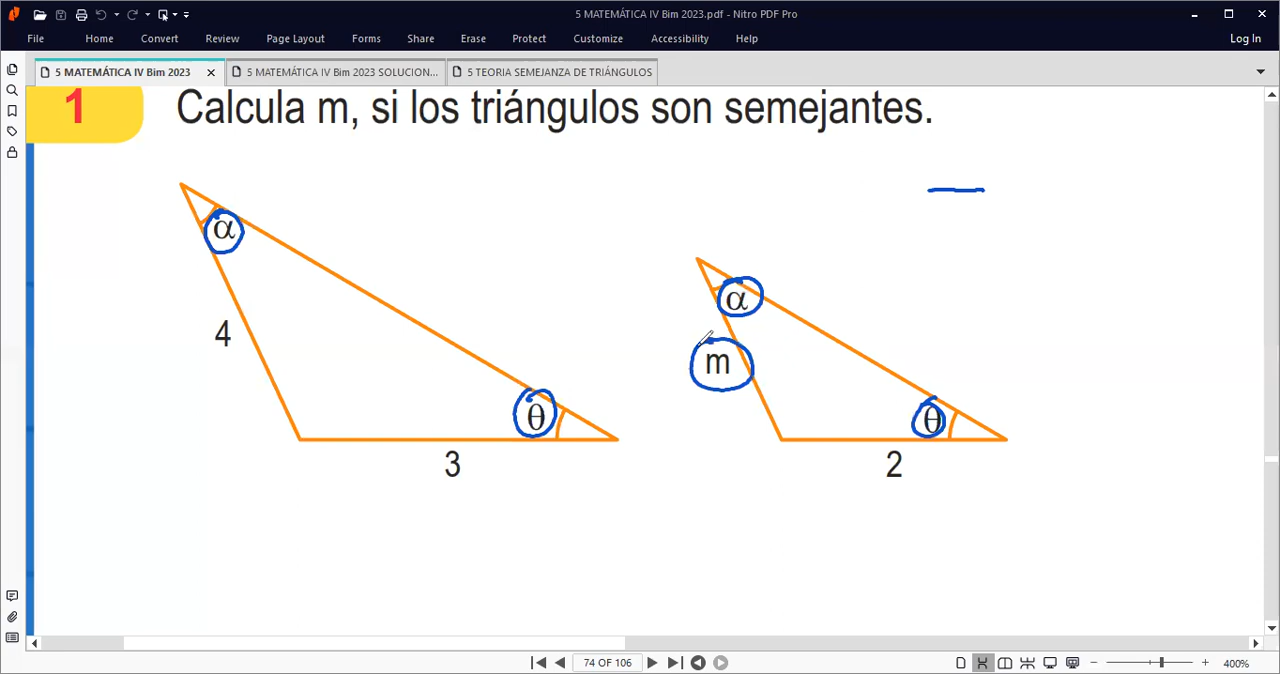 5 MATEMÁTICA IV Bim 2023.pdf - Nitro PDF Pro
File Home Convert Review Page Layout Forms Share Erase Protect Customize Accessibility Help Log In
5 MATEMÁTICA IV Bim 2023 5 MATEMÁTICA IV Bim 2023 SOLUCION... 5 TEORIA SEMEJANZA DE TRIÁNGULOS
1 Calcula m, si los triángulos son semejantes.
α
α
4
m
θ
θ
3
2
74 OF 106
400%